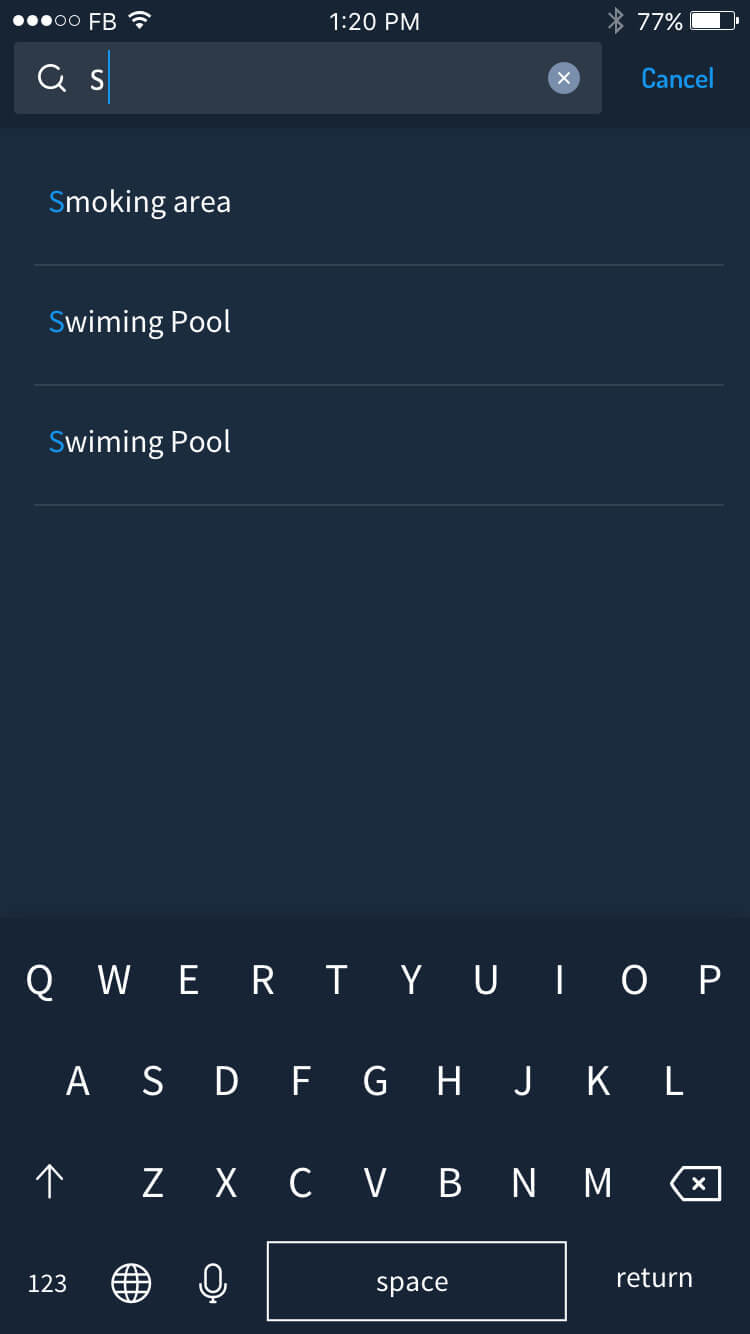 FB 1:20 PM 77%
S Cancel
Smoking area
Swiming Pool
Swiming Pool
Q W E R T Y U I O P
A S D F G H J K L
Z X C V B N M
123 space return